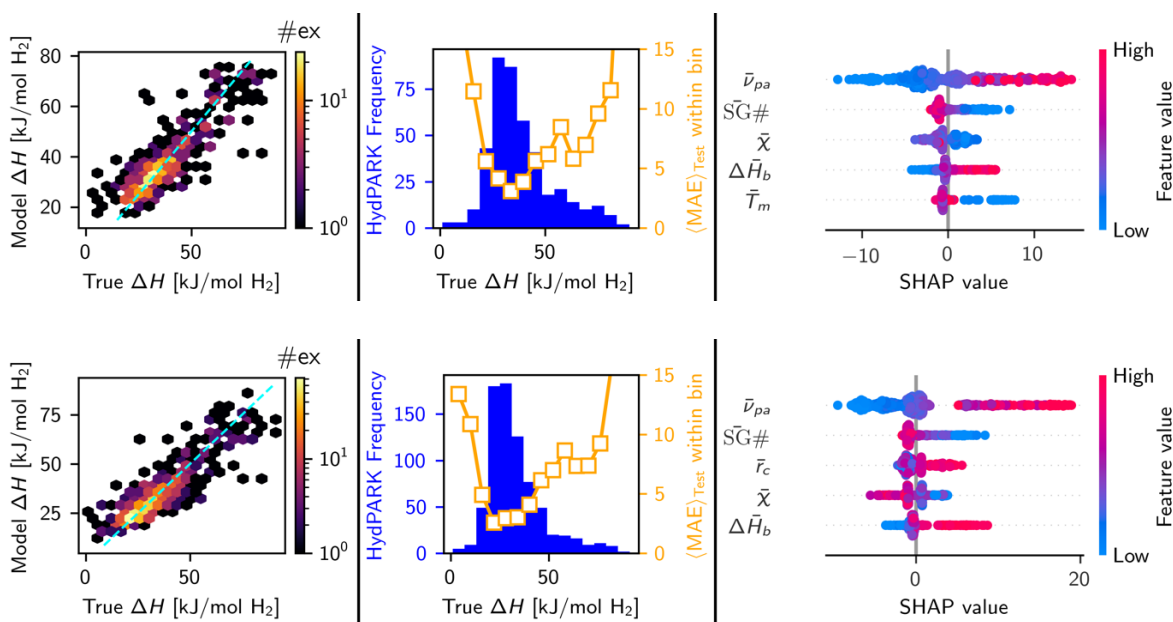 #ex
Model ΔH [kJ/mol H₂]
80
60
40
20
0
50
True ΔH [kJ/mol H₂]
10¹
10⁰
HydPARK Frequency
75
50
25
0
0
50
True ΔH [kJ/mol H₂]
15
10
5
0
⟨MAE⟩Test within bin
ν̄ₚₐ
S̄G#
χ̄
ΔH̄_b
T̄ₘ
−10
0
10
SHAP value
High
Low
Feature value
#ex
Model ΔH [kJ/mol H₂]
75
50
25
0
50
True ΔH [kJ/mol H₂]
10¹
10⁰
HydPARK Frequency
150
100
50
0
0
50
True ΔH [kJ/mol H₂]
15
10
5
0
⟨MAE⟩Test within bin
ν̄ₚₐ
S̄G#
r̄_c
χ̄
ΔH̄_b
0
20
SHAP value
High
Low
Feature value